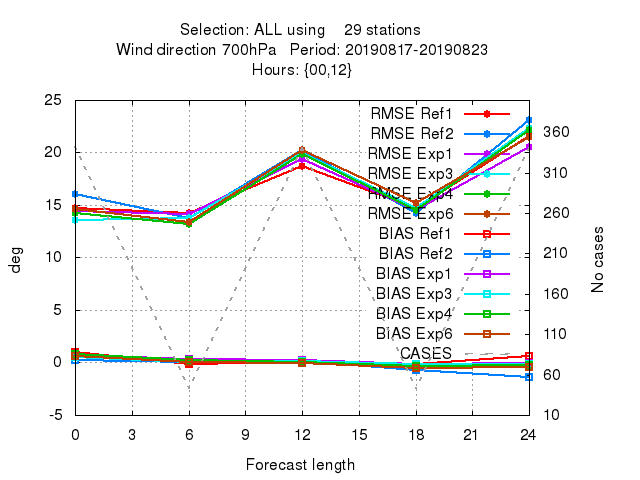 Selection: ALL using 29 stations
Wind direction 700hPa Period: 20190817-20190823
Hours: {00,12}
25
20
15
10
5
0
-5
deg
RMSE Ref1
RMSE Ref2
RMSE Exp1
RMSE Exp3
RMSE Exp4
RMSE Exp6
BIAS Ref1
BIAS Ref2
BIAS Exp1
BIAS Exp3
BIAS Exp4
BIAS Exp6
CASES
360
310
260
210
160
110
60
10
No cases
0 3 6 9 12 15 18 21 24
Forecast length